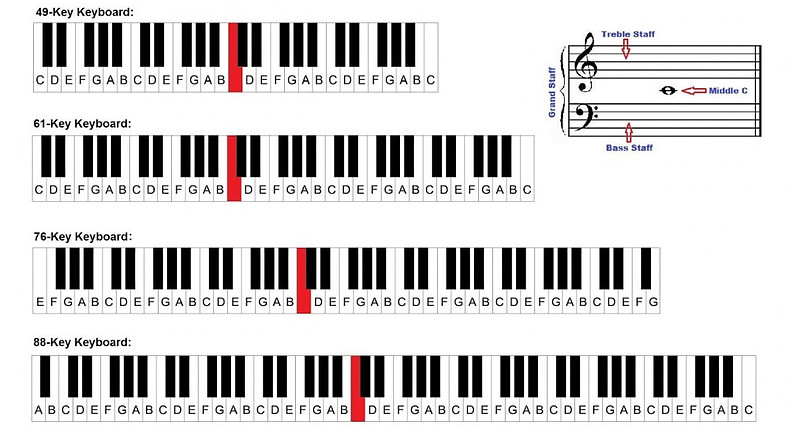 49-Key Keyboard:
C D E F G A B C D E F G A B D E F G A B C D E F G A B C
Treble Staff
Grand Staff
Middle C
Bass Staff
61-Key Keyboard:
C D E F G A B C D E F G A B D E F G A B C D E F G A B C D E F G A B C
76-Key Keyboard:
E F G A B C D E F G A B C D E F G A B D E F G A B C D E F G A B C D E F G A B C D E F G
88-Key Keyboard:
A B C D E F G A B C D E F G A B C D E F G A B D E F G A B C D E F G A B C D E F G A B C D E F G A B C